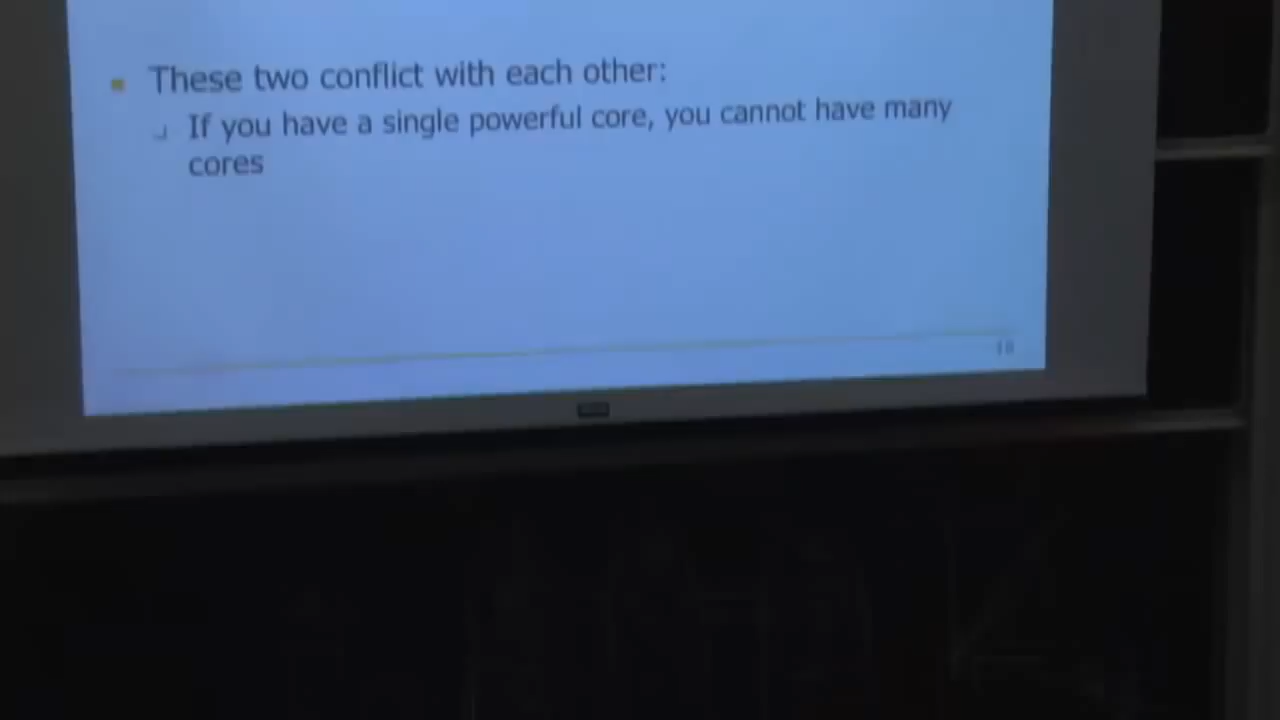 These two conflict with each other:
If you have a single powerful core, you cannot have many
cores